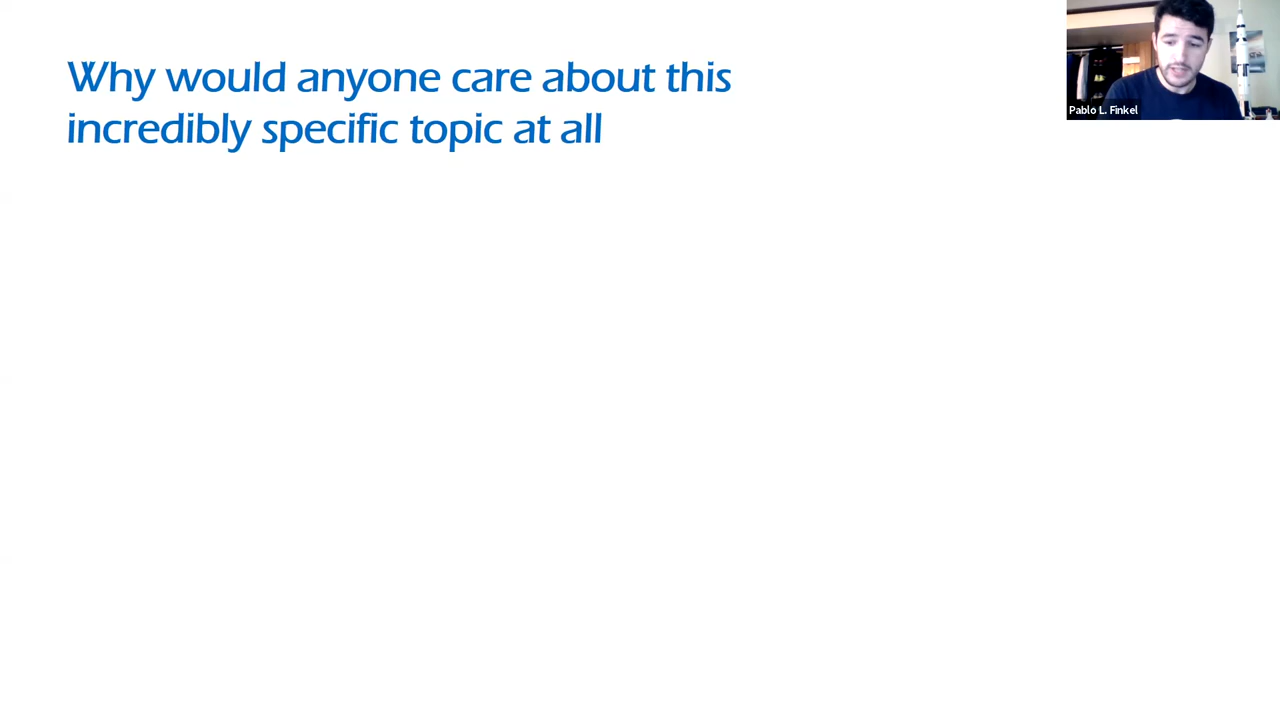 Why would anyone care about this
incredibly specific topic at all
Pablo L. Finkel